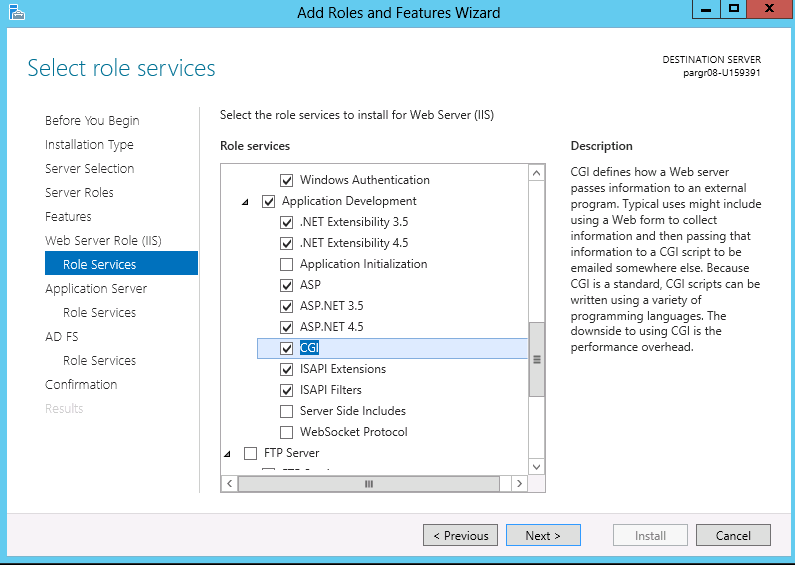 Add Roles and Features Wizard
Select role services
DESTINATION SERVER
pargr08-U159391
Before You Begin
Installation Type
Server Selection
Server Roles
Features
Web Server Role (IIS)
Role Services
Application Server
Role Services
AD FS
Role Services
Confirmation
Results
Select the role services to install for Web Server (IIS)
Role services
Windows Authentication
Application Development
.NET Extensibility 3.5
.NET Extensibility 4.5
Application Initialization
ASP
ASP.NET 3.5
ASP.NET 4.5
CGI
ISAPI Extensions
ISAPI Filters
Server Side Includes
WebSocket Protocol
FTP Server
Description
CGI defines how a Web server
passes information to an external
program. Typical uses might include
using a Web form to collect
information and then passing that
information to a CGI script to be
emailed somewhere else. Because
CGI is a standard, CGI scripts can be
written using a variety of
programming languages. The
downside to using CGI is the
performance overhead.
< Previous
Next >
Install
Cancel